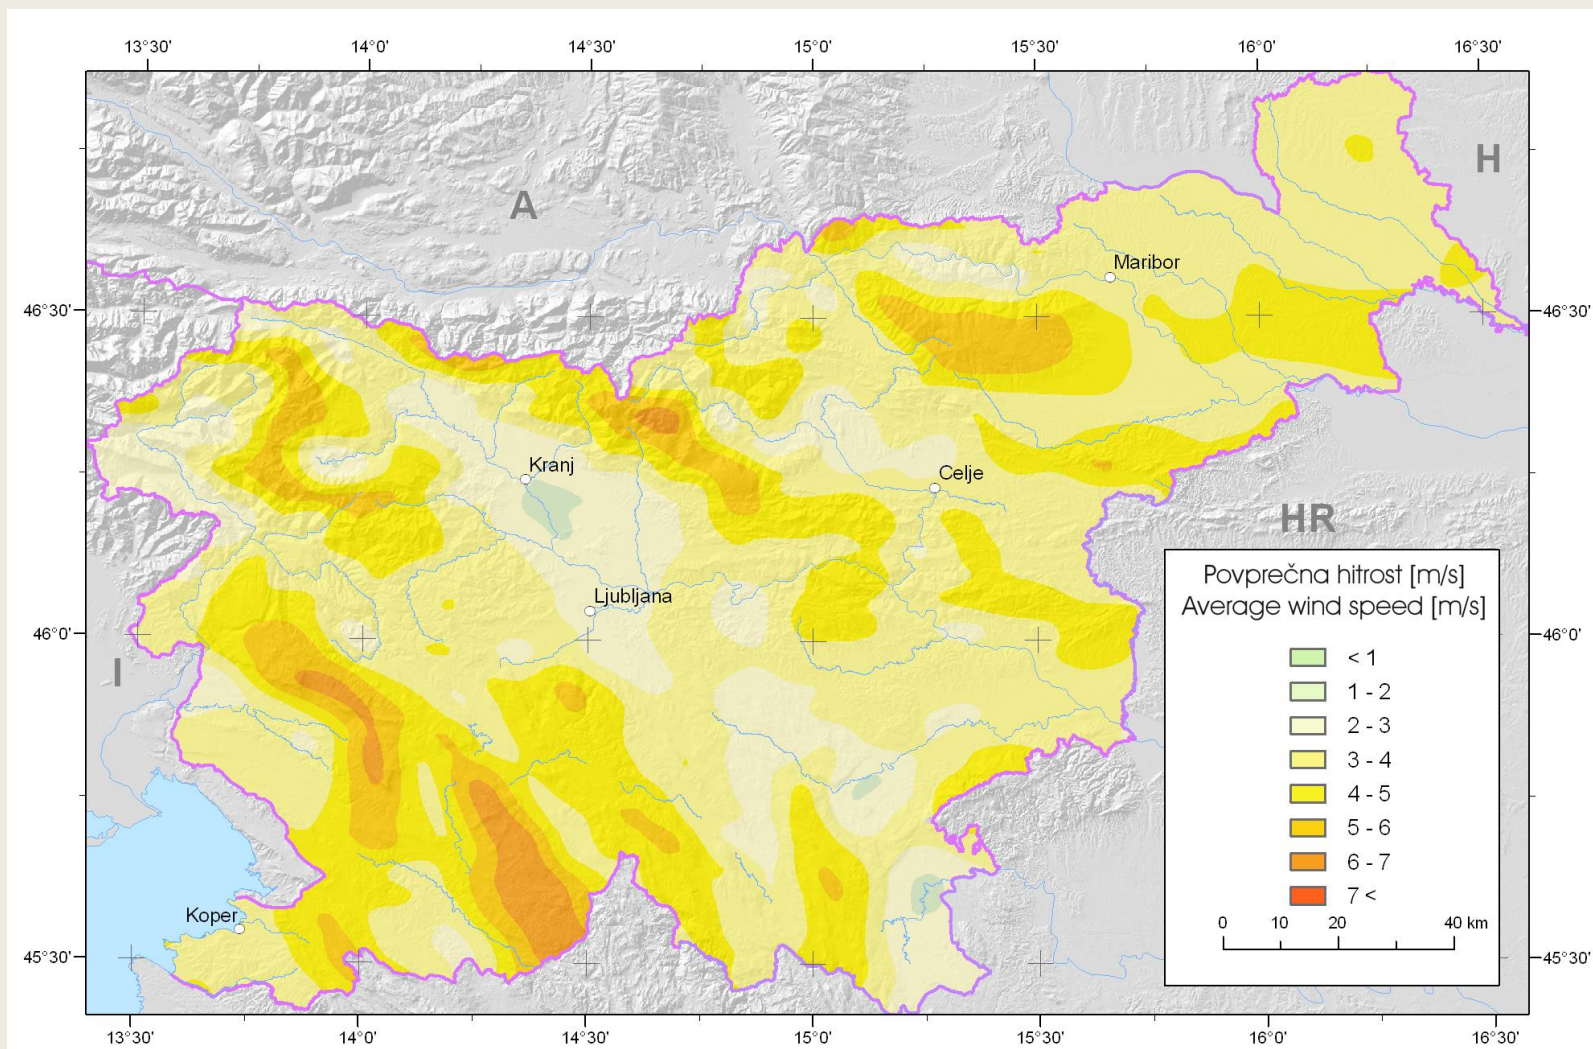 13°30' 14°0' 14°30' 15°0' 15°30' 16°0' 16°30'
H
A
Maribor
46°30' 46°30'
Kranj
Celje
HR
Povprečna hitrost [m/s]
Average wind speed [m/s]
Ljubljana
46°0' 46°0'
I
< 1
1 - 2
2 - 3
3 - 4
4 - 5
5 - 6
6 - 7
7 <
Koper
0 10 20 40 km
45°30' 45°30'
13°30' 14°0' 14°30' 15°0' 15°30' 16°0' 16°30'